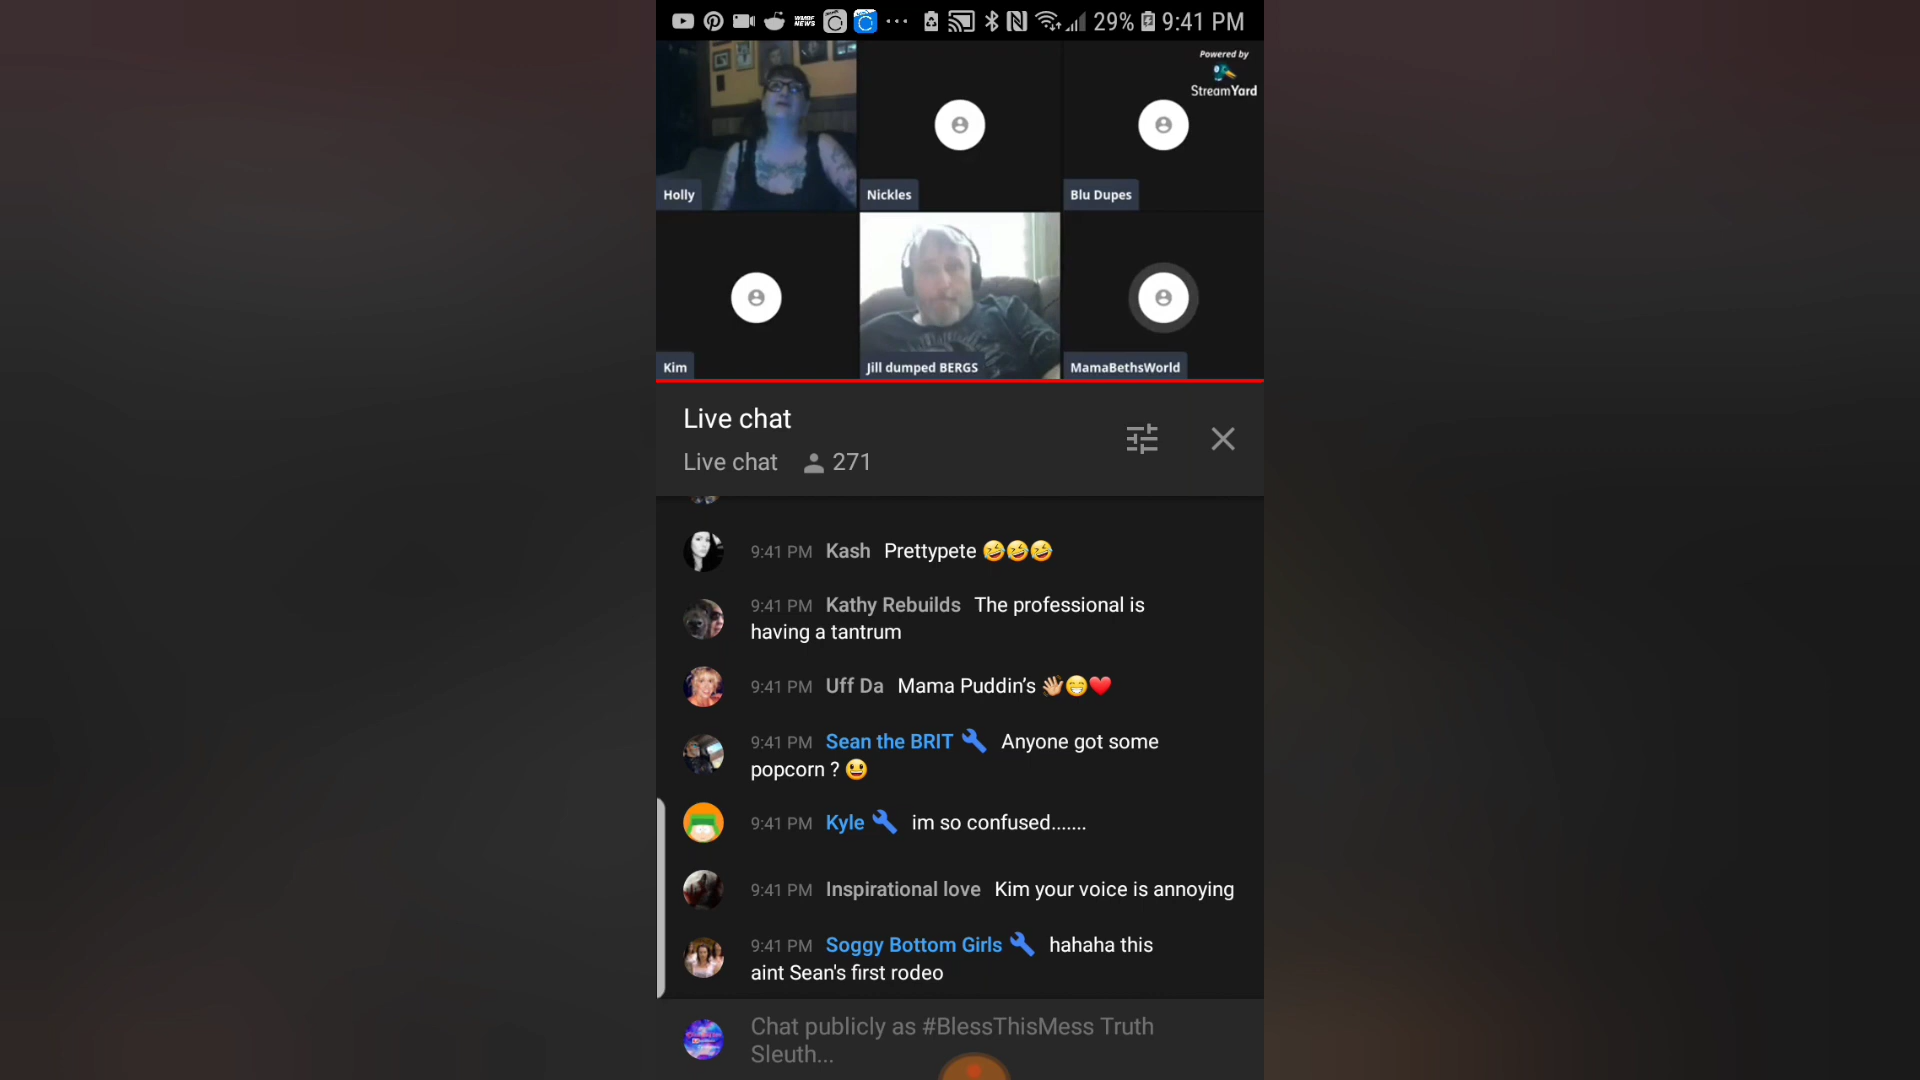 29% 9:41 PM
Powered by
StreamYard
Holly
Nickles
Blu Dupes
Kim
Jill dumped BERGS
MamaBethsWorld
Live chat
Live chat 271
9:41 PM Kash Prettypete 🤣🤣🤣
9:41 PM Kathy Rebuilds The professional is
having a tantrum
9:41 PM Uff Da Mama Puddin's 👋🏽😁❤️
9:41 PM Sean the BRIT Anyone got some
popcorn ? 😃
9:41 PM Kyle im so confused.......
9:41 PM Inspirational love Kim your voice is annoying
9:41 PM Soggy Bottom Girls hahaha this
aint Sean's first rodeo
Chat publicly as #BlessThisMess Truth
Sleuth...